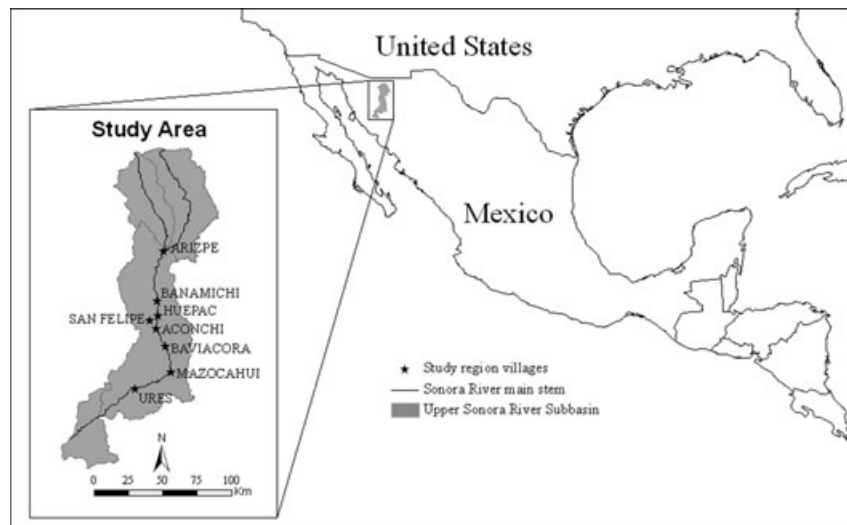 United States
Mexico
Study Area
ARIZPE
BANAMICHI
HUEPAC
SAN FELIPE
ACONCHI
BAVIACORA
MAZOCAHUI
URES
N
0 25 50 75 100
Km
Study region villages
Sonora River main stem
Upper Sonora River Subbasin